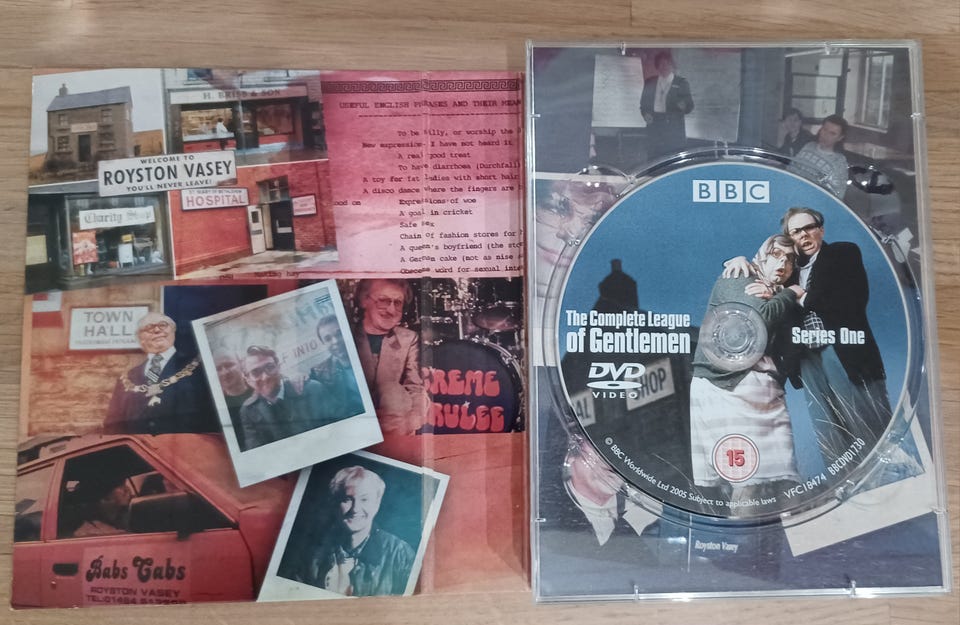 H. BRISS & SON
WELCOME TO
ROYSTON VASEY
YOU'LL NEVER LEAVE!
HOSPITAL
Charity Shop
USEFUL ENGLISH PHRASES AND THEIR
To be silly, or worship the
New expression- I have not heard it
A real good treat
To have diarrhoea (Durchfall)
A toy for fat ladies with short hair
A disco dance where the fingers are
Expressions of woe
A goal in cricket
Safe sex
Chain of fashion stores for
A queen's boyfriend (the
A German cake (not as nise
Obscene word for sexual
Making hay
TOWN
HALL
CREME
BRULEE
Babs Cabs
ROYSTON VASEY
BBC
The Complete League
of Gentlemen
Series One
DVD
VIDEO
SHOP
15
© BBC Worldwide Ltd 2005 Subject to applicable laws VFC18474 BBCDVD1730
Royston Vasey